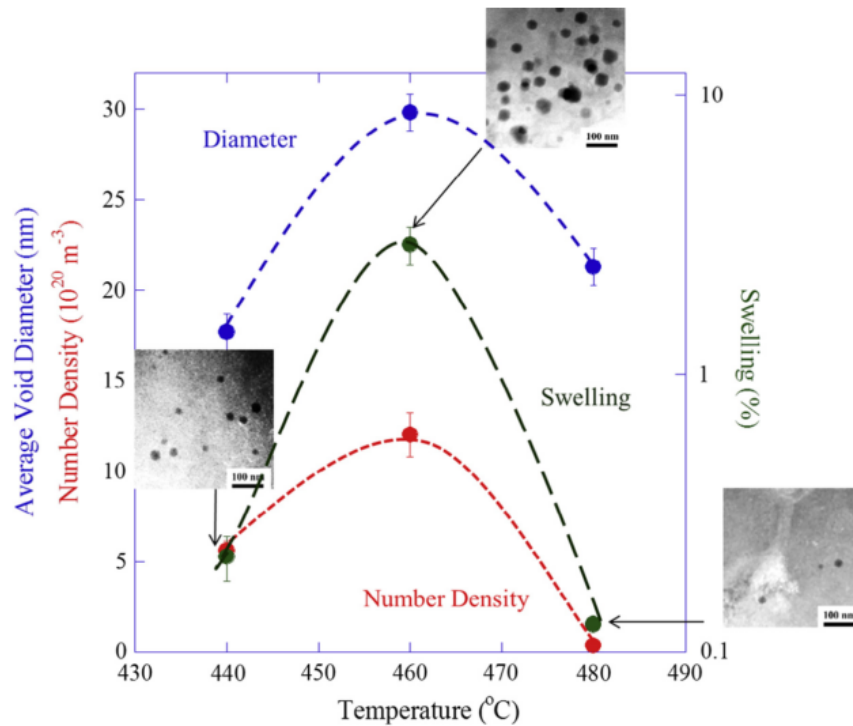 100 nm
30
25
20
15
10
5
0
Average Void Diameter (nm)
Number Density (10²⁰ m⁻³)
Diameter
10
1
0.1
Swelling (%)
Swelling
100 nm
100 nm
Number Density
430 440 450 460 470 480 490
Temperature (°C)